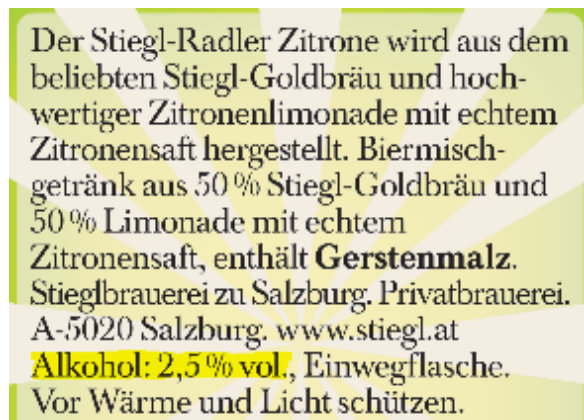 Der Stiegl-Radler Zitrone wird aus dem
beliebten Stiegl-Goldbräu und hoch-
wertiger Zitronenlimonade mit echtem
Zitronensaft hergestellt. Biermisch-
getränk aus 50 % Stiegl-Goldbräu und
50 % Limonade mit echtem
Zitronensaft, enthält Gerstenmalz.
Stieglbrauerei zu Salzburg. Privatbrauerei.
A-5020 Salzburg. www.stiegl.at
Alkohol: 2,5 % vol., Einwegflasche.
Vor Wärme und Licht schützen.